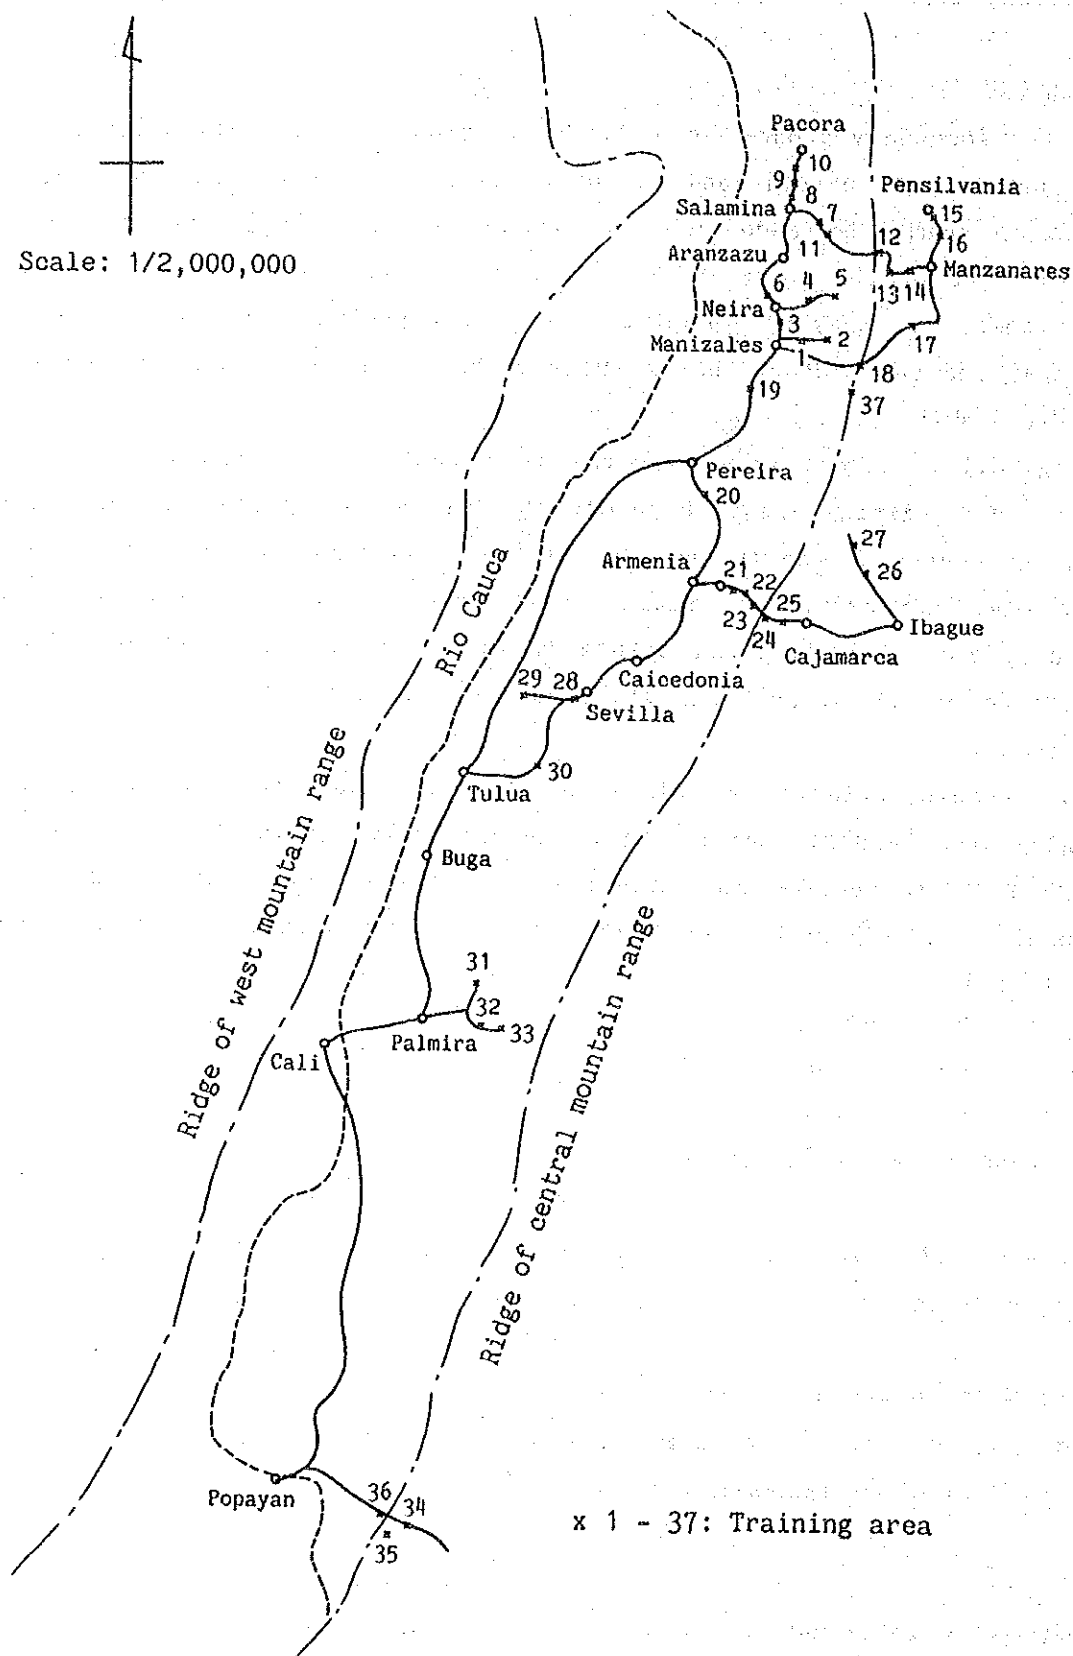 Pacora
10
9
8
Pensilvania
Salamina
7
15
12
16
Aranzazu
11
Manzanares
6
4
5
13
14
Neira
3
17
Manizales
1
2
18
19
37
Pereira
20
27
Armenia
21
22
26
23
25
24
Ibague
Cajamarca
Caicedonia
29
28
Sevilla
30
Tulua
Buga
31
32
33
Palmira
Cali
Scale: 1/2,000,000
Rio Cauca
Ridge of west mountain range
Ridge of central mountain range
36
34
35
Popayan
x 1 - 37: Training area